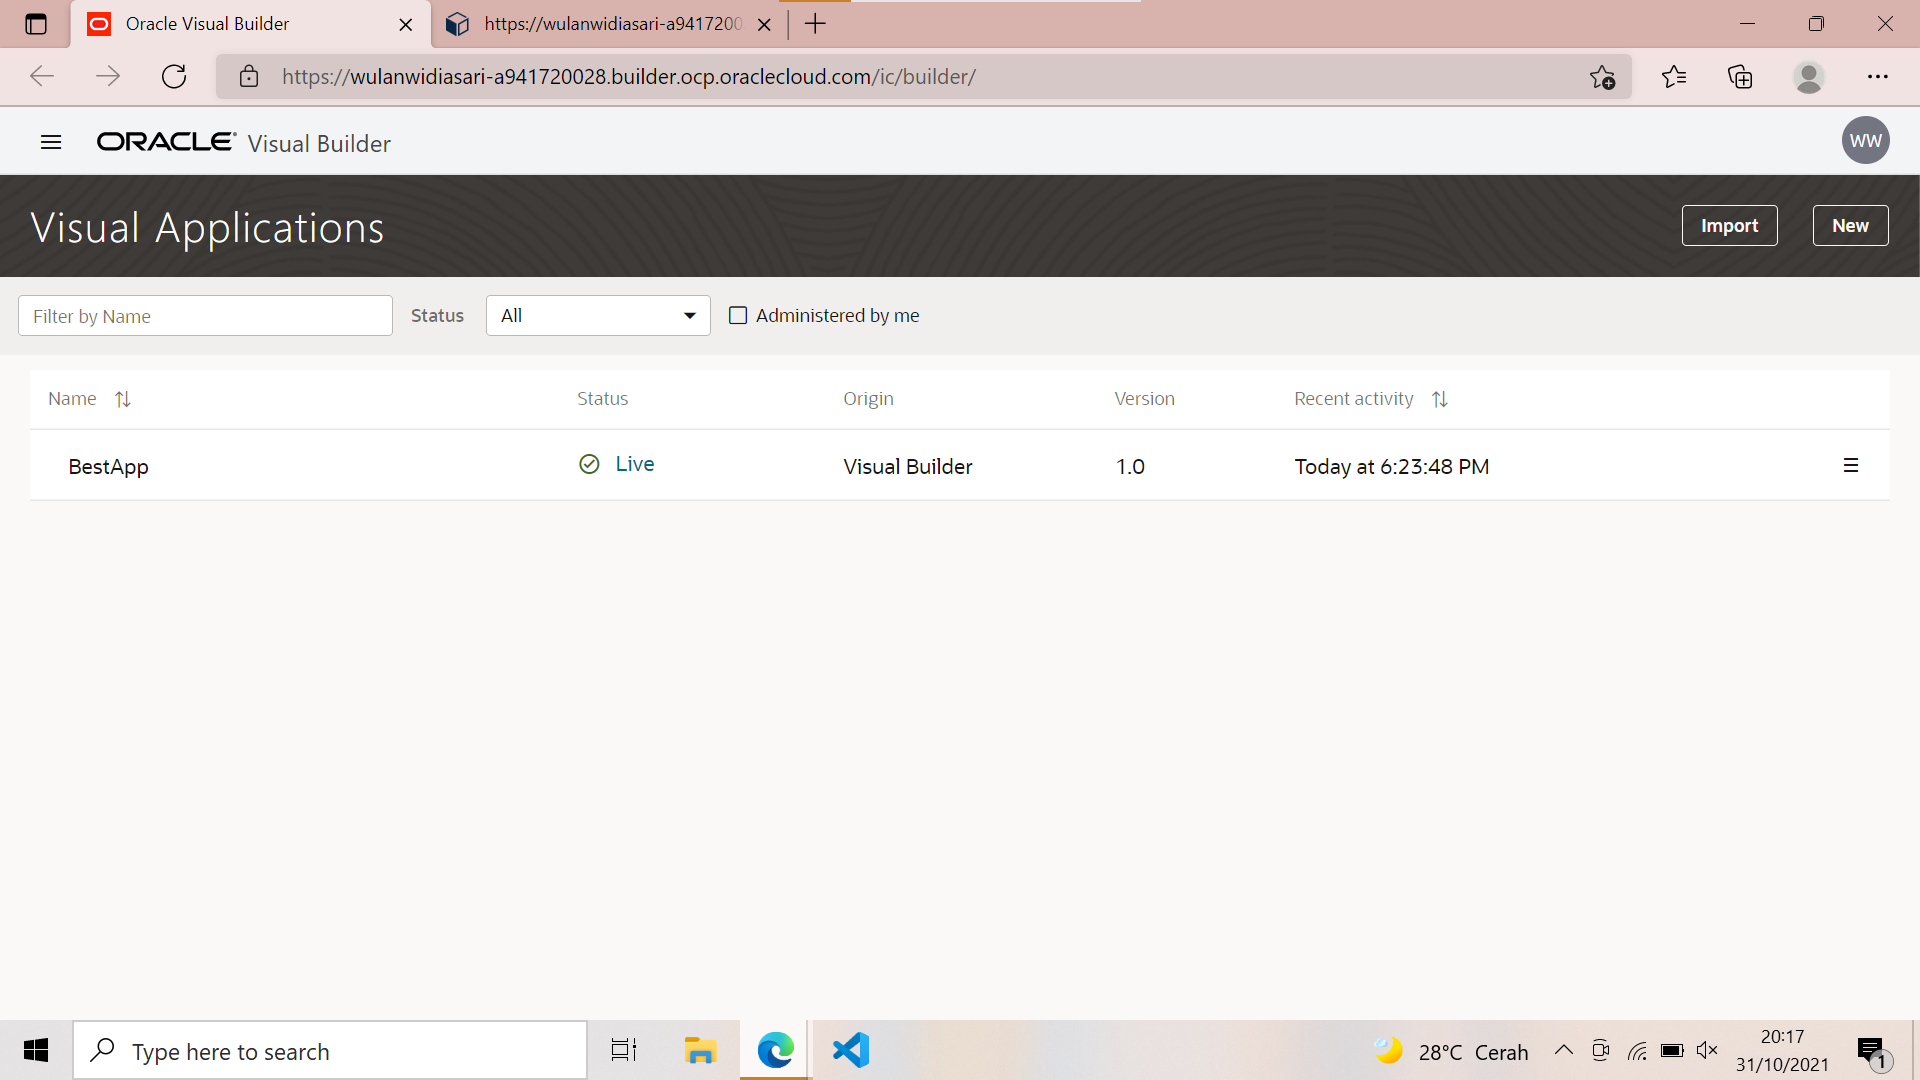 Oracle Visual Builder
https://wulanwidiasari-a9417200
https://wulanwidiasari-a941720028.builder.ocp.oraclecloud.com/ic/builder/
ORACLE Visual Builder
WW
Visual Applications
Import
New
Filter by Name
Status
All
Administered by me
Name
Status
Origin
Version
Recent activity
BestApp
Live
Visual Builder
1.0
Today at 6:23:48 PM
Type here to search
28°C Cerah
20:17
31/10/2021
1